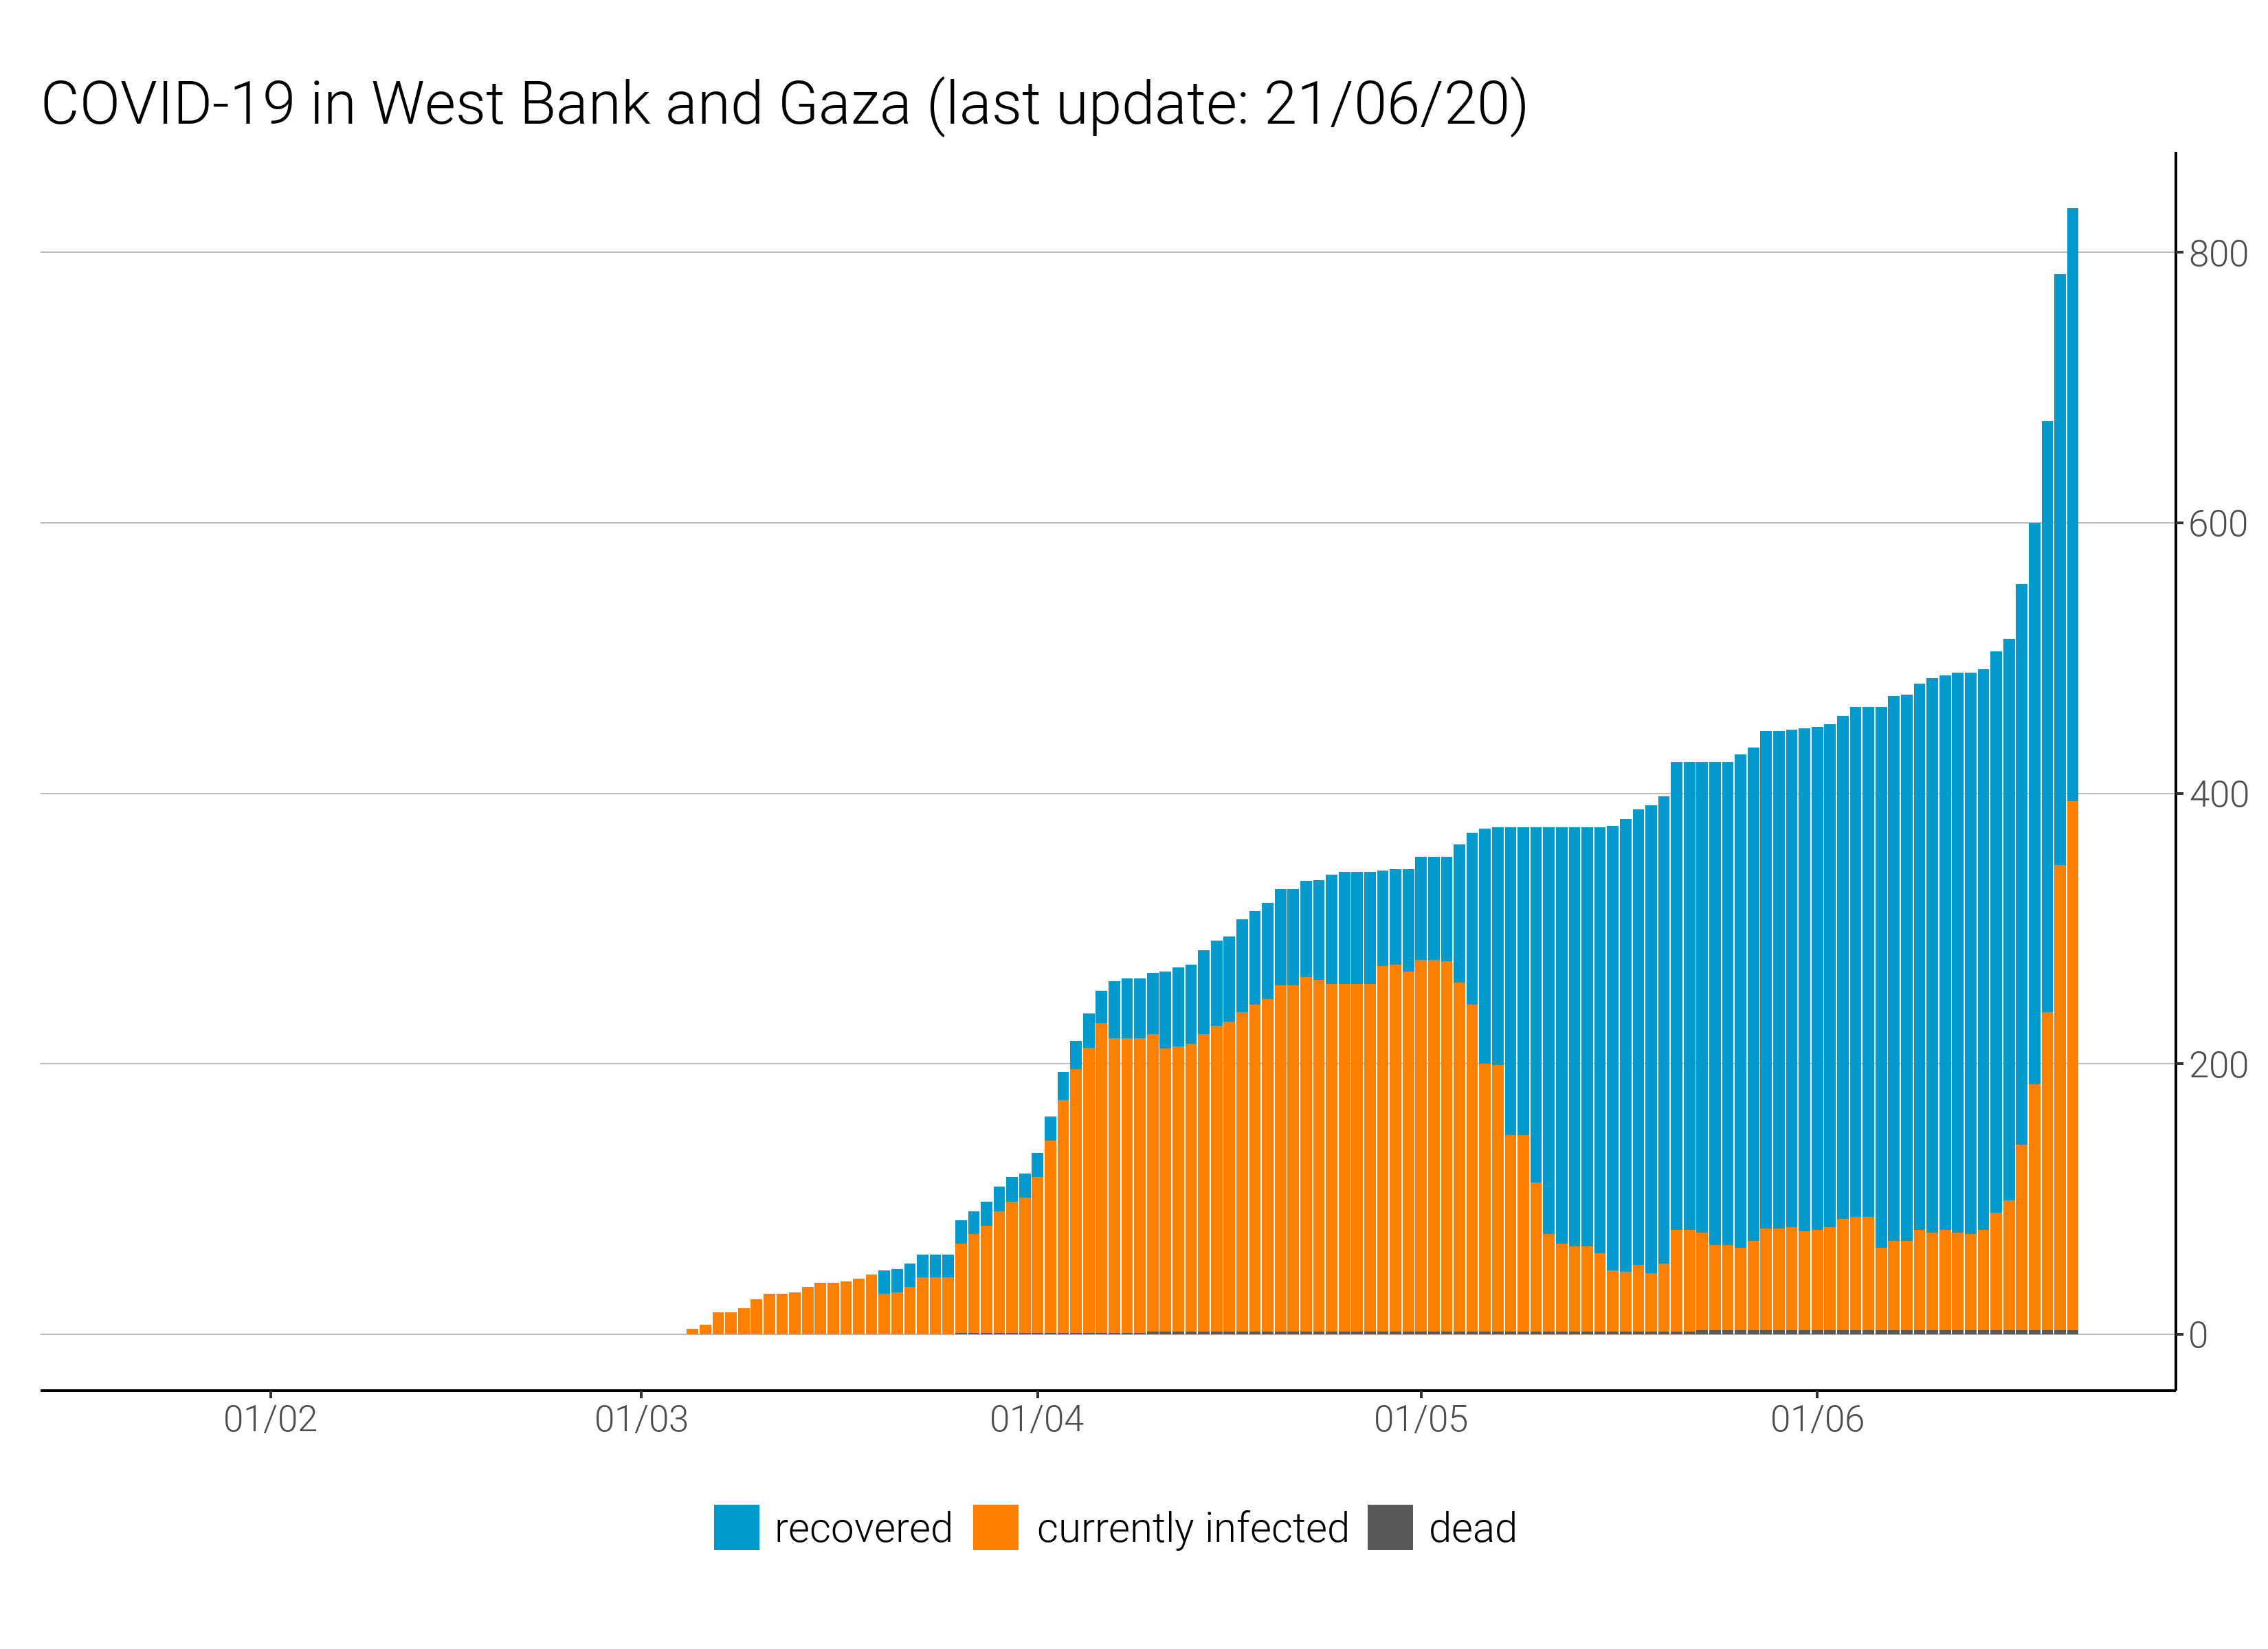 COVID-19 in West Bank and Gaza (last update: 21/06/20)
800
600
400
200
0
01/02 01/03 01/04 01/05 01/06
recovered currently infected dead